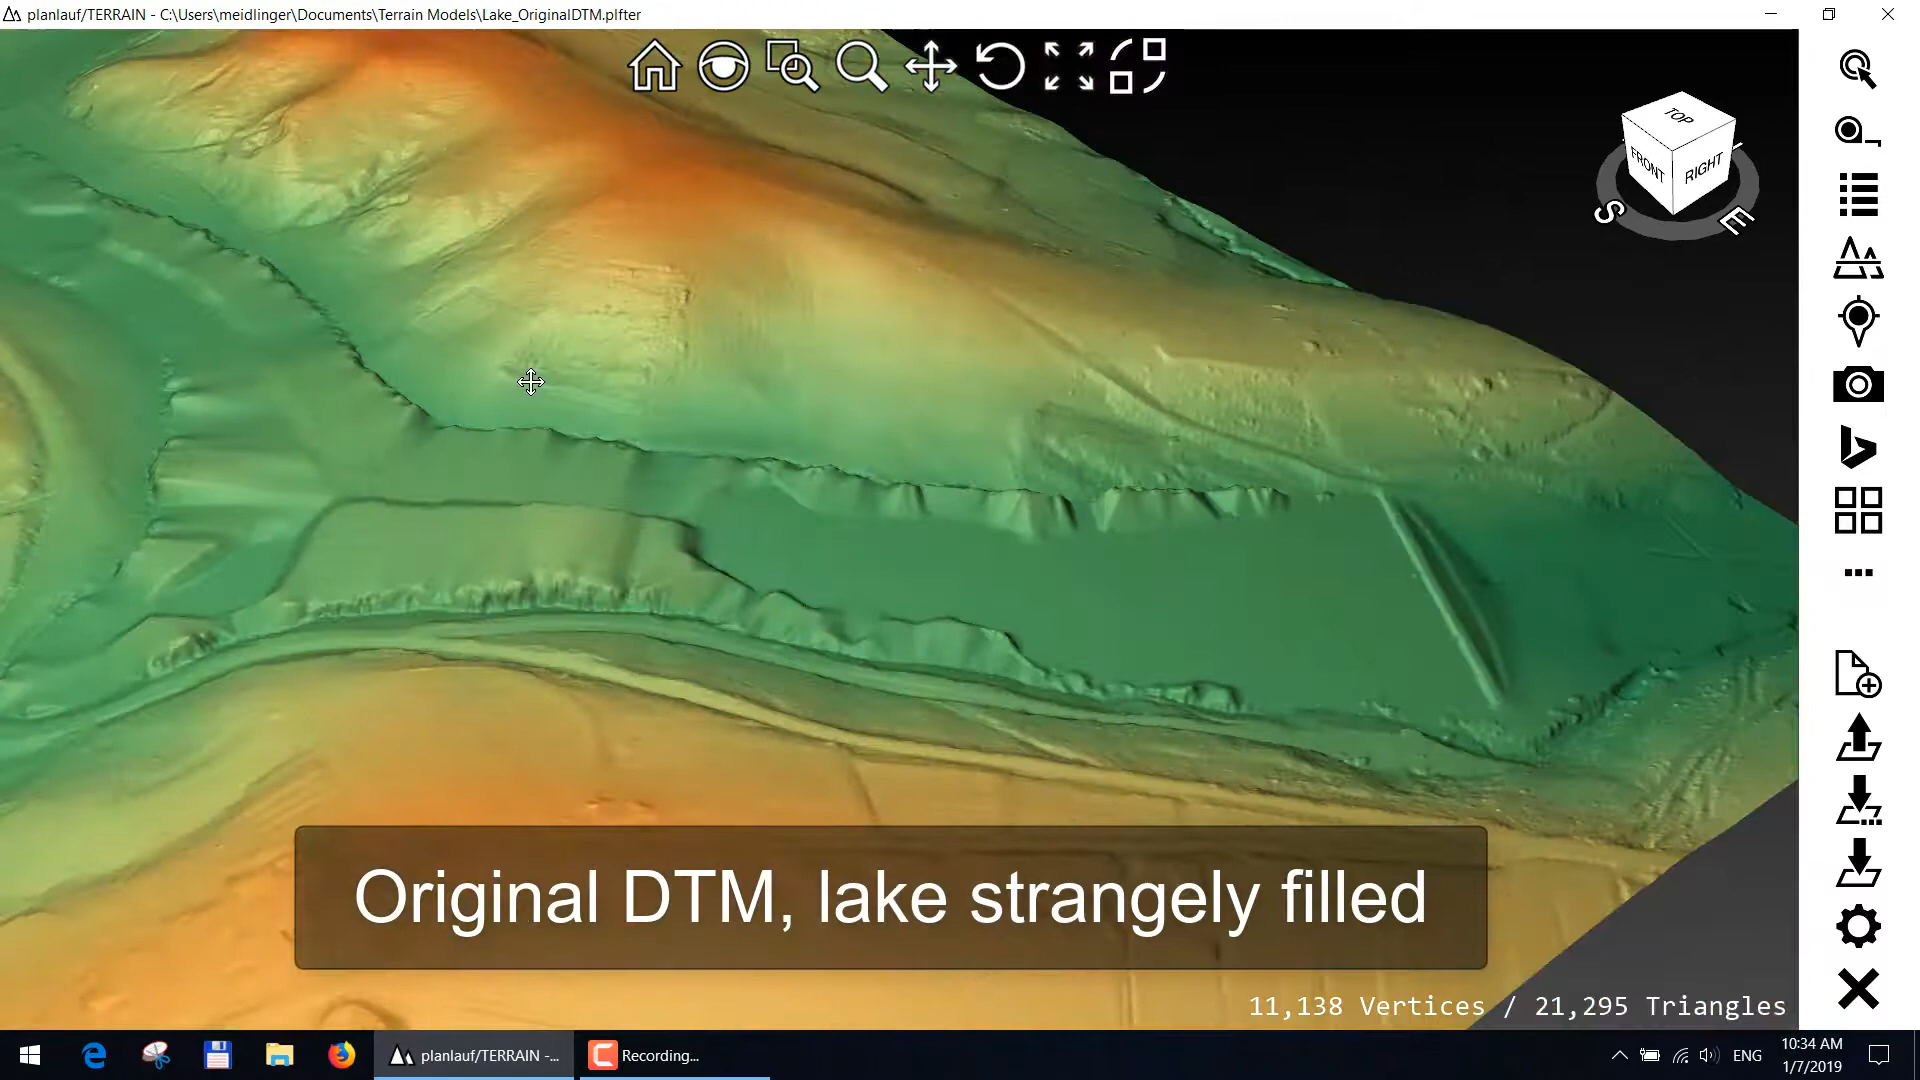 planlauf/TERRAIN - C:\Users\meidlinger\Documents\Terrain Models\Lake_OriginalDTM.plfter
TOP
FRONT
RIGHT
S
E
Original DTM, lake strangely filled
11,138 Vertices / 21,295 Triangles
planlauf/TERRAIN -...
Recording...
ENG
10:34 AM
1/7/2019